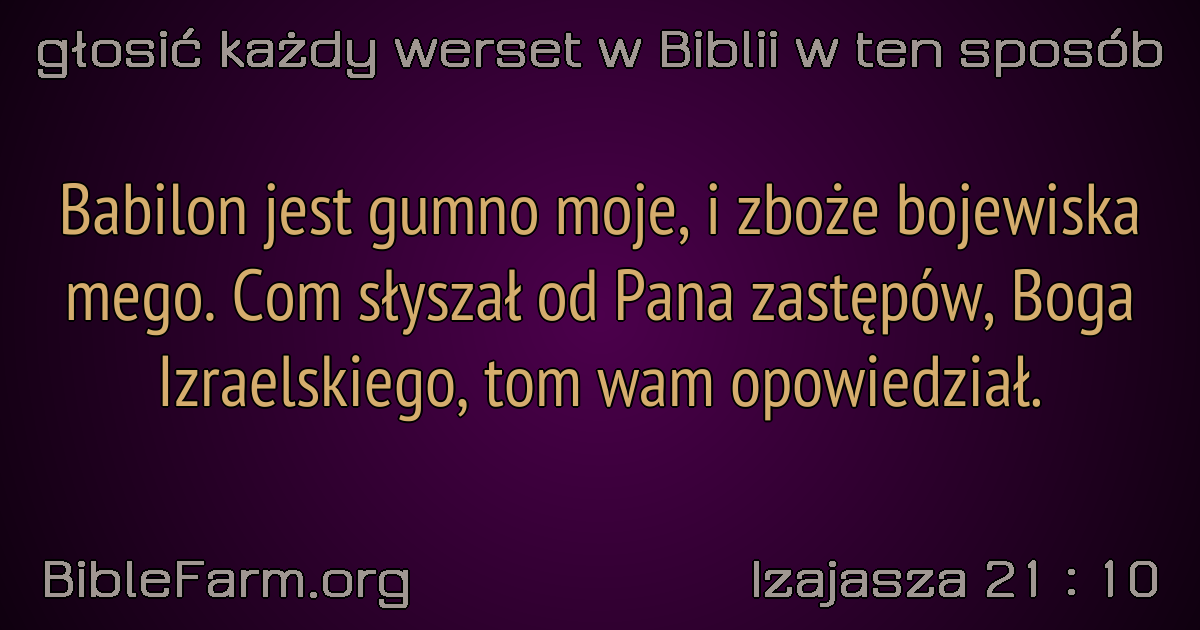 głosić każdy werset w Biblii w ten sposób
Babilon jest gumno moje, i zboże bojewiska
mego. Com słyszał od Pana zastępów, Boga
Izraelskiego, tom wam opowiedział.
BibleFarm.org
Izajasza 21 : 10